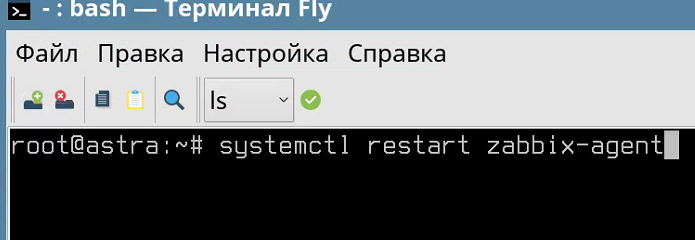 - : bash — Терминал Fly
Файл Правка Настройка Справка
ls
root@astra:~# systemctl restart zabbix-agent